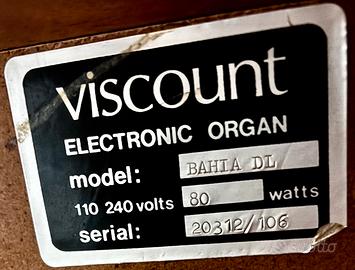 viscount
ELECTRONIC ORGAN
model: BAHIA DL
110 240 volts 80 watts
serial: 20312/106